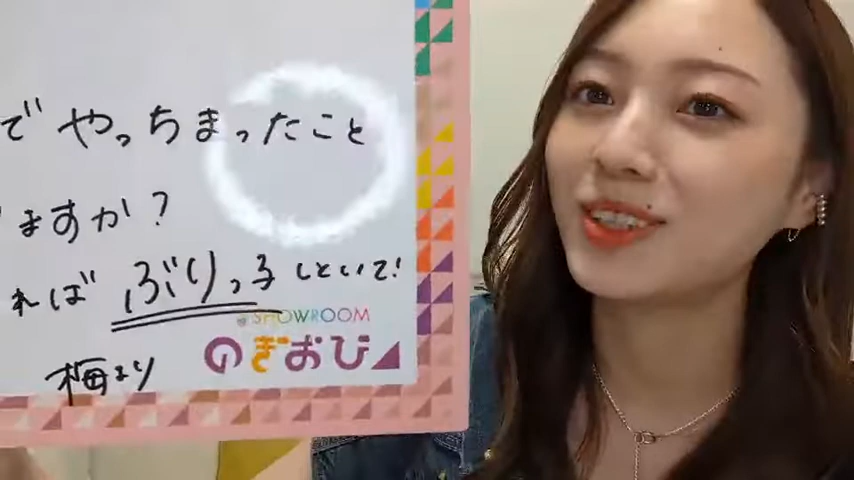 でやっちまったこと
ますか?
れば ぶりっ子 しといて!
SHOWROOM
のぎおび
梅より